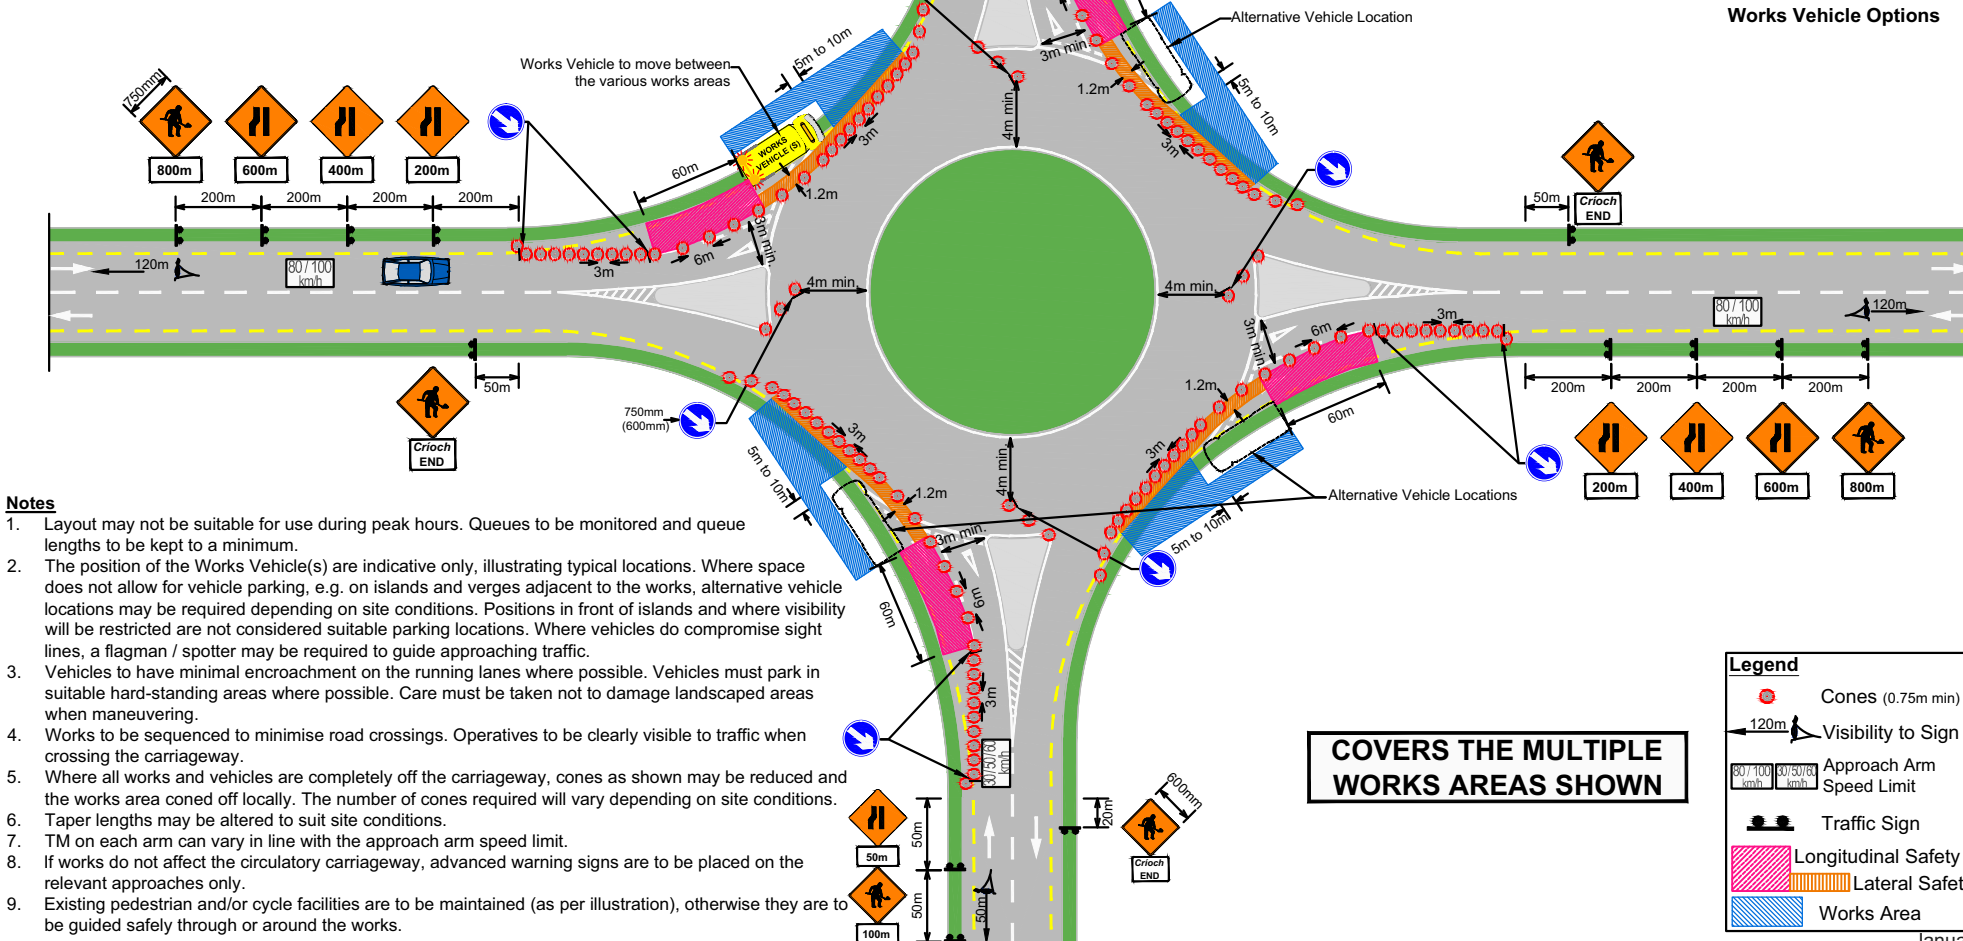 Works Vehicle Options
Alternative Vehicle Location
Works Vehicle to move between
the various works areas
5m to 10m
3m min.
5m to 10m
1.2m
4m min.
3m
3m
750mm
800m
600m
400m
200m
WORKS
VEHICLE (S)
60m
1.2m
200m
200m
200m
200m
50m
Críoch
END
120m
80 / 100
km/h
3m
6m
3m min.
4m min.
4m min.
80 / 100
km/h
120m
3m
6m
3m min.
50m
Críoch
END
750mm
(600mm)
1.2m
60m
200m
200m
200m
200m
200m
400m
600m
800m
3m
5m to 10m
1.2m
4m min.
3m min.
3m
5m to 10m
Alternative Vehicle Locations
60m
6m
3m
30/50/60
km/h
Notes
1. Layout may not be suitable for use during peak hours. Queues to be monitored and queue
lengths to be kept to a minimum.
2. The position of the Works Vehicle(s) are indicative only, illustrating typical locations. Where space
does not allow for vehicle parking, e.g. on islands and verges adjacent to the works, alternative vehicle
locations may be required depending on site conditions. Positions in front of islands and where visibility
will be restricted are not considered suitable parking locations. Where vehicles do compromise sight
lines, a flagman / spotter may be required to guide approaching traffic.
3. Vehicles to have minimal encroachment on the running lanes where possible. Vehicles must park in
suitable hard-standing areas where possible. Care must be taken not to damage landscaped areas
when maneuvering.
4. Works to be sequenced to minimise road crossings. Operatives to be clearly visible to traffic when
crossing the carriageway.
5. Where all works and vehicles are completely off the carriageway, cones as shown may be reduced and
the works area coned off locally. The number of cones required will vary depending on site conditions.
6. Taper lengths may be altered to suit site conditions.
7. TM on each arm can vary in line with the approach arm speed limit.
8. If works do not affect the circulatory carriageway, advanced warning signs are to be placed on the
relevant approaches only.
9. Existing pedestrian and/or cycle facilities are to be maintained (as per illustration), otherwise they are to
be guided safely through or around the works.
50m
50m
100m
50m
50m
20m
600mm
Críoch
END
COVERS THE MULTIPLE
WORKS AREAS SHOWN
Legend
Cones (0.75m min)
120m
Visibility to Sign
80 / 100
km/h
30/50/60
km/h
Approach Arm
Speed Limit
Traffic Sign
Longitudinal Safety
Lateral Safet
Works Area